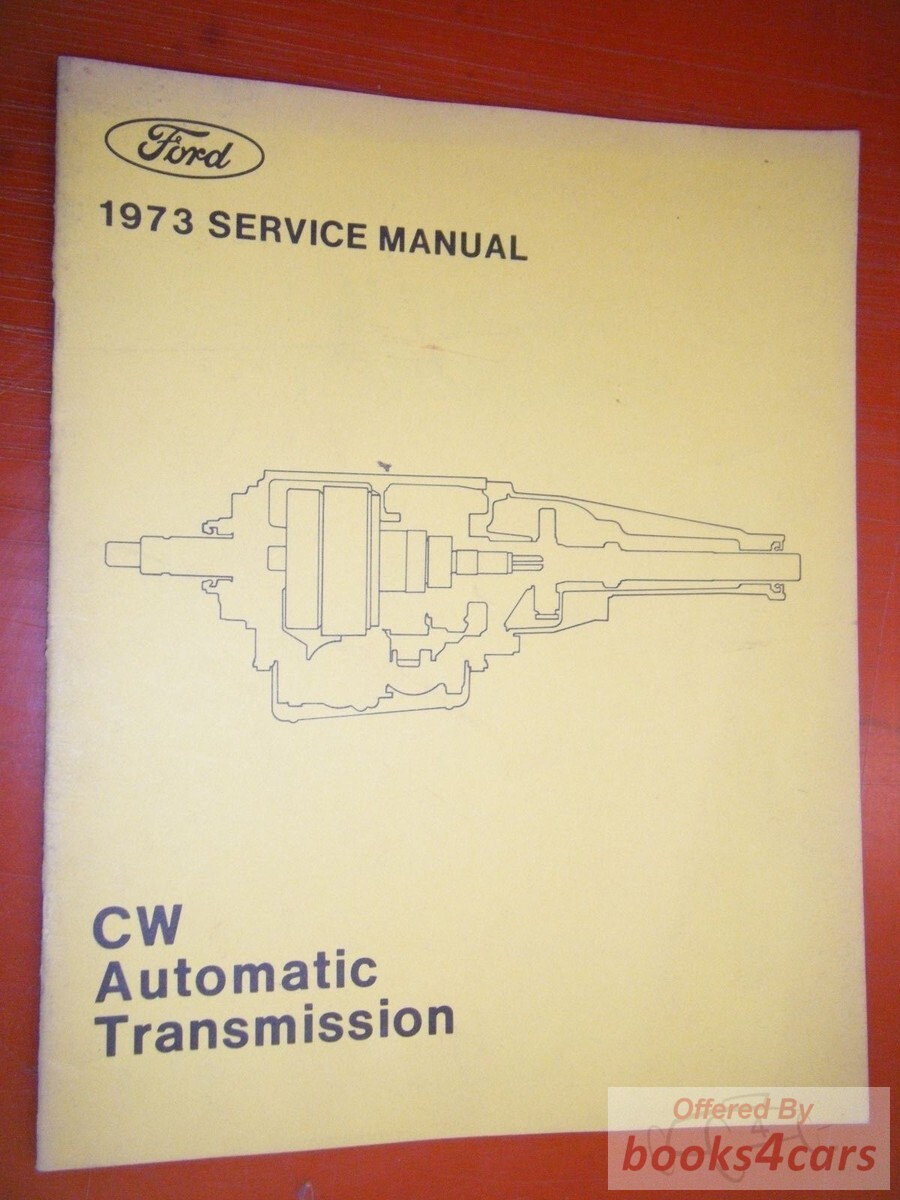 Ford
1973 SERVICE MANUAL
CW
Automatic
Transmission
Offered By
books4cars